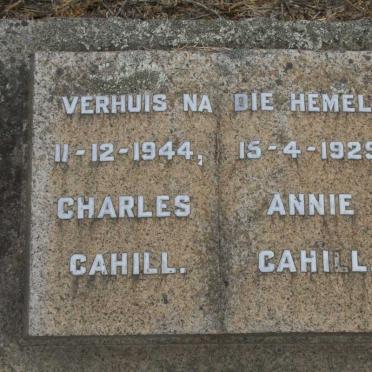 VERHUIS NA DIE HEMEL
11-12-1944, 15-4-1929
CHARLES ANNIE
CAHILL. CAHILL.